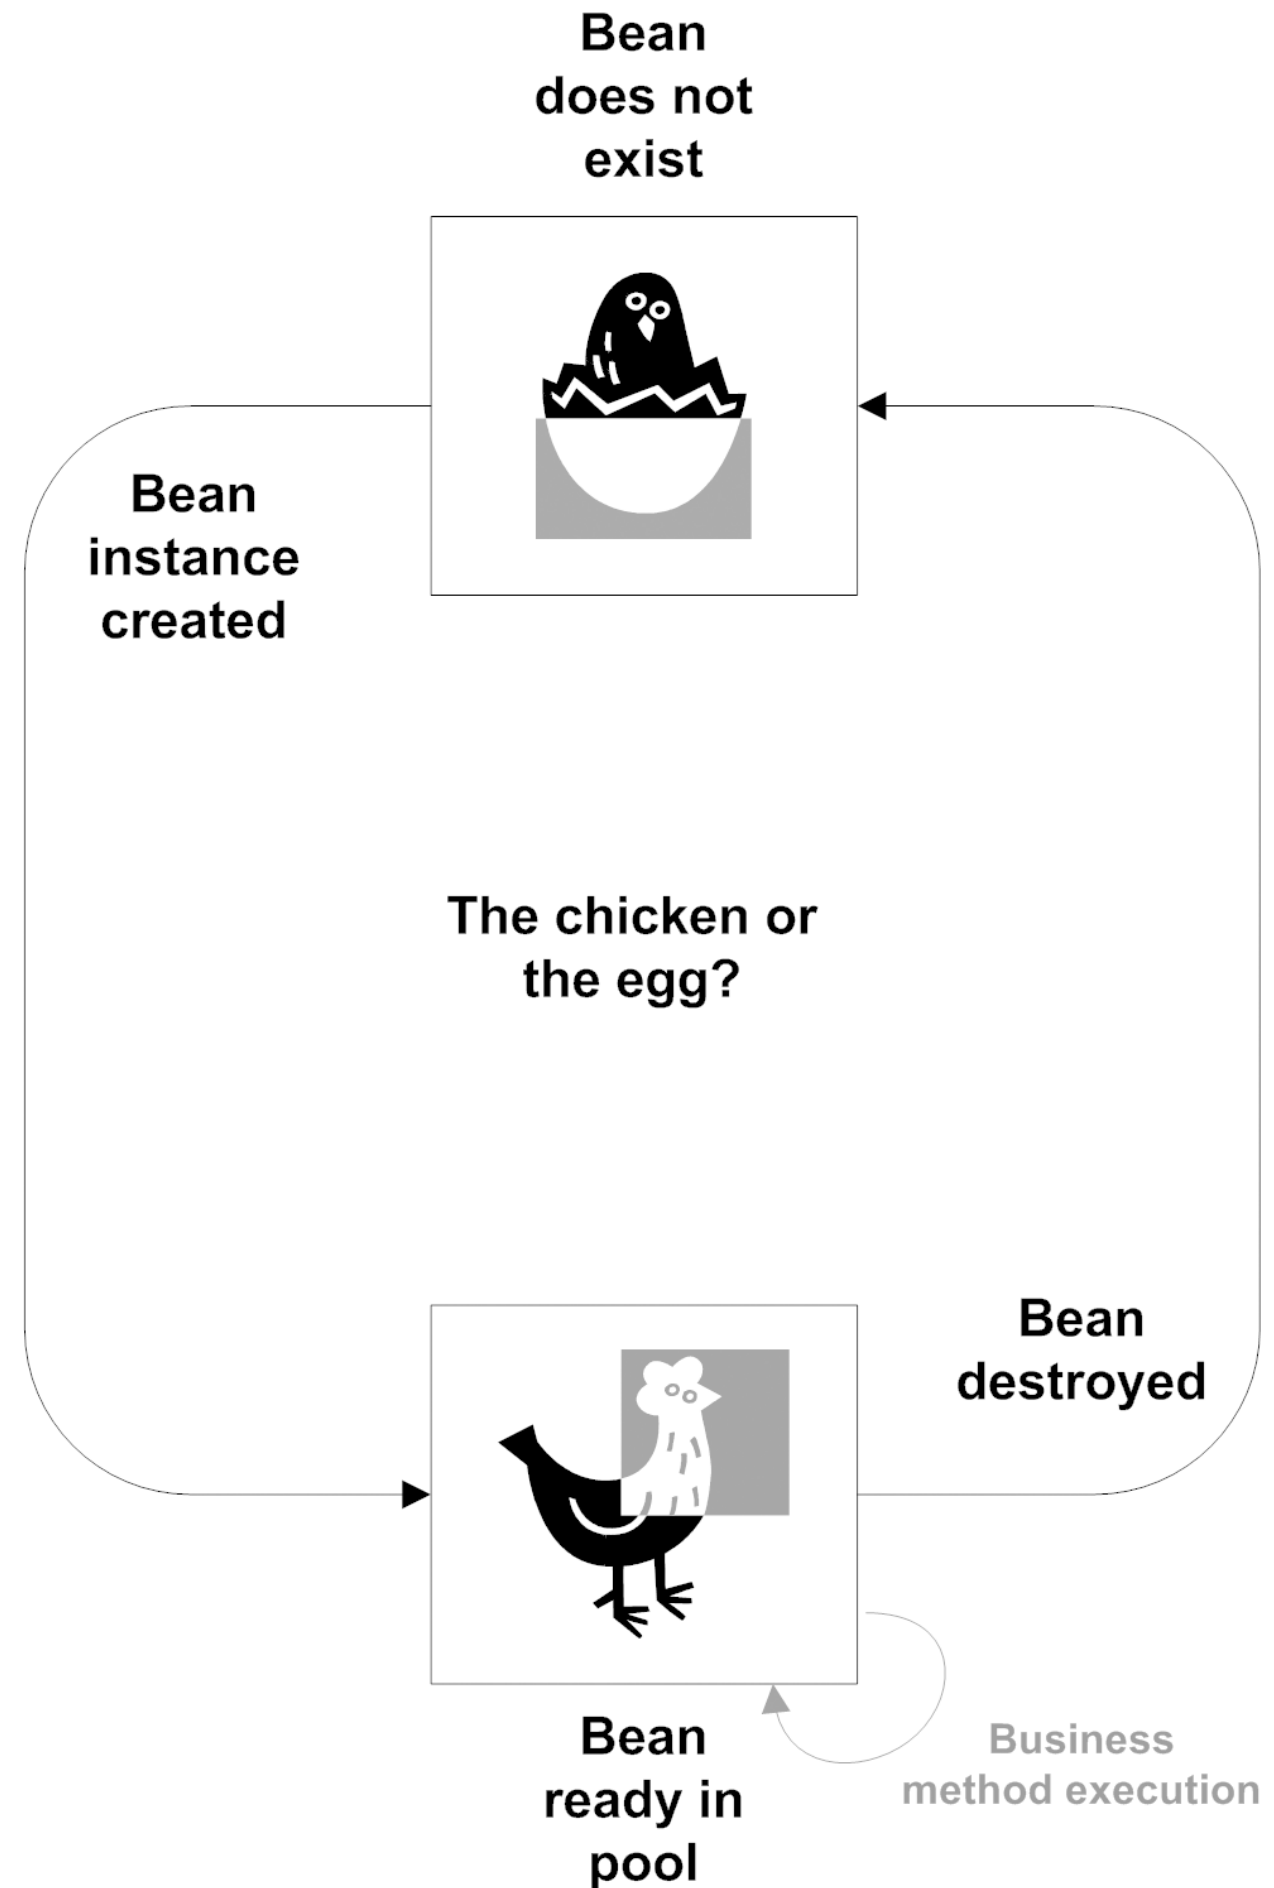 Bean
does not
exist
Bean
instance
created
The chicken or
the egg?
Bean
destroyed
Bean
ready in
pool
Business
method execution